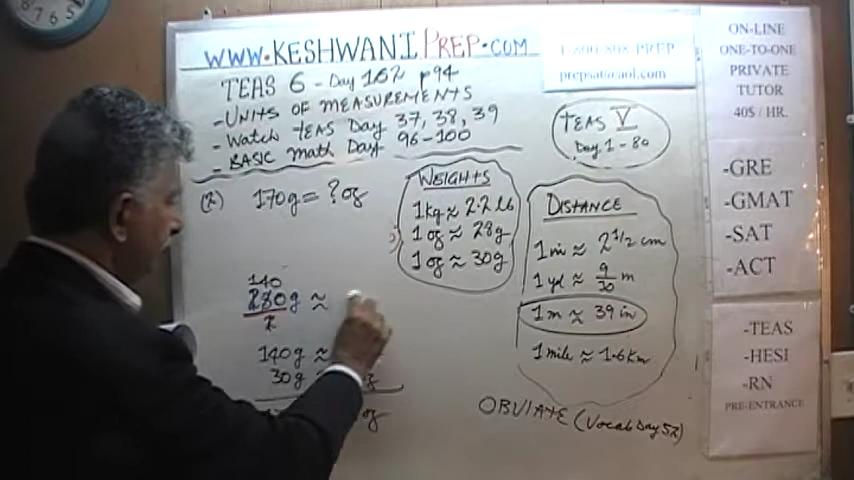 WWW.KESHWANIPREP.COM
1-800-808-PREP
prepsat@aol.com
TEAS 6 - Day 162 p94
- UNITS OF MEASUREMENTS
- Watch TEAS Day 37, 38, 39
- BASIC Math Day 96-100
TEAS V
Day 1-80
(2) 170g = ? oz
WEIGHTS
1kg ≈ 2.2 lb
1 oz ≈ 28g
1 oz ≈ 30g
DISTANCE
1 in ≈ 2 1/2 cm
1 yd ≈ 9/10 m
1 m ≈ 39 in
1 mile ≈ 1.6 Km
140
280g ≈
2
140g ≈
30g
oz
OBVIATE (Vocab Day 52)
ON-LINE
ONE-TO-ONE
PRIVATE
TUTOR
40$ / HR.
-GRE
-GMAT
-SAT
-ACT
-TEAS
-HESI
-RN
PRE-ENTRANCE
7
6
5